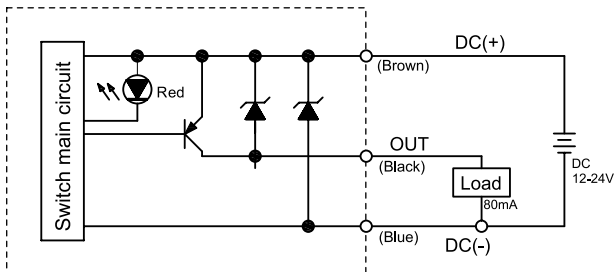 DC(+)
(Brown)
Red
Switch main circuit
OUT
(Black)
DC
12-24V
Load
80mA
(Blue)
DC(-)